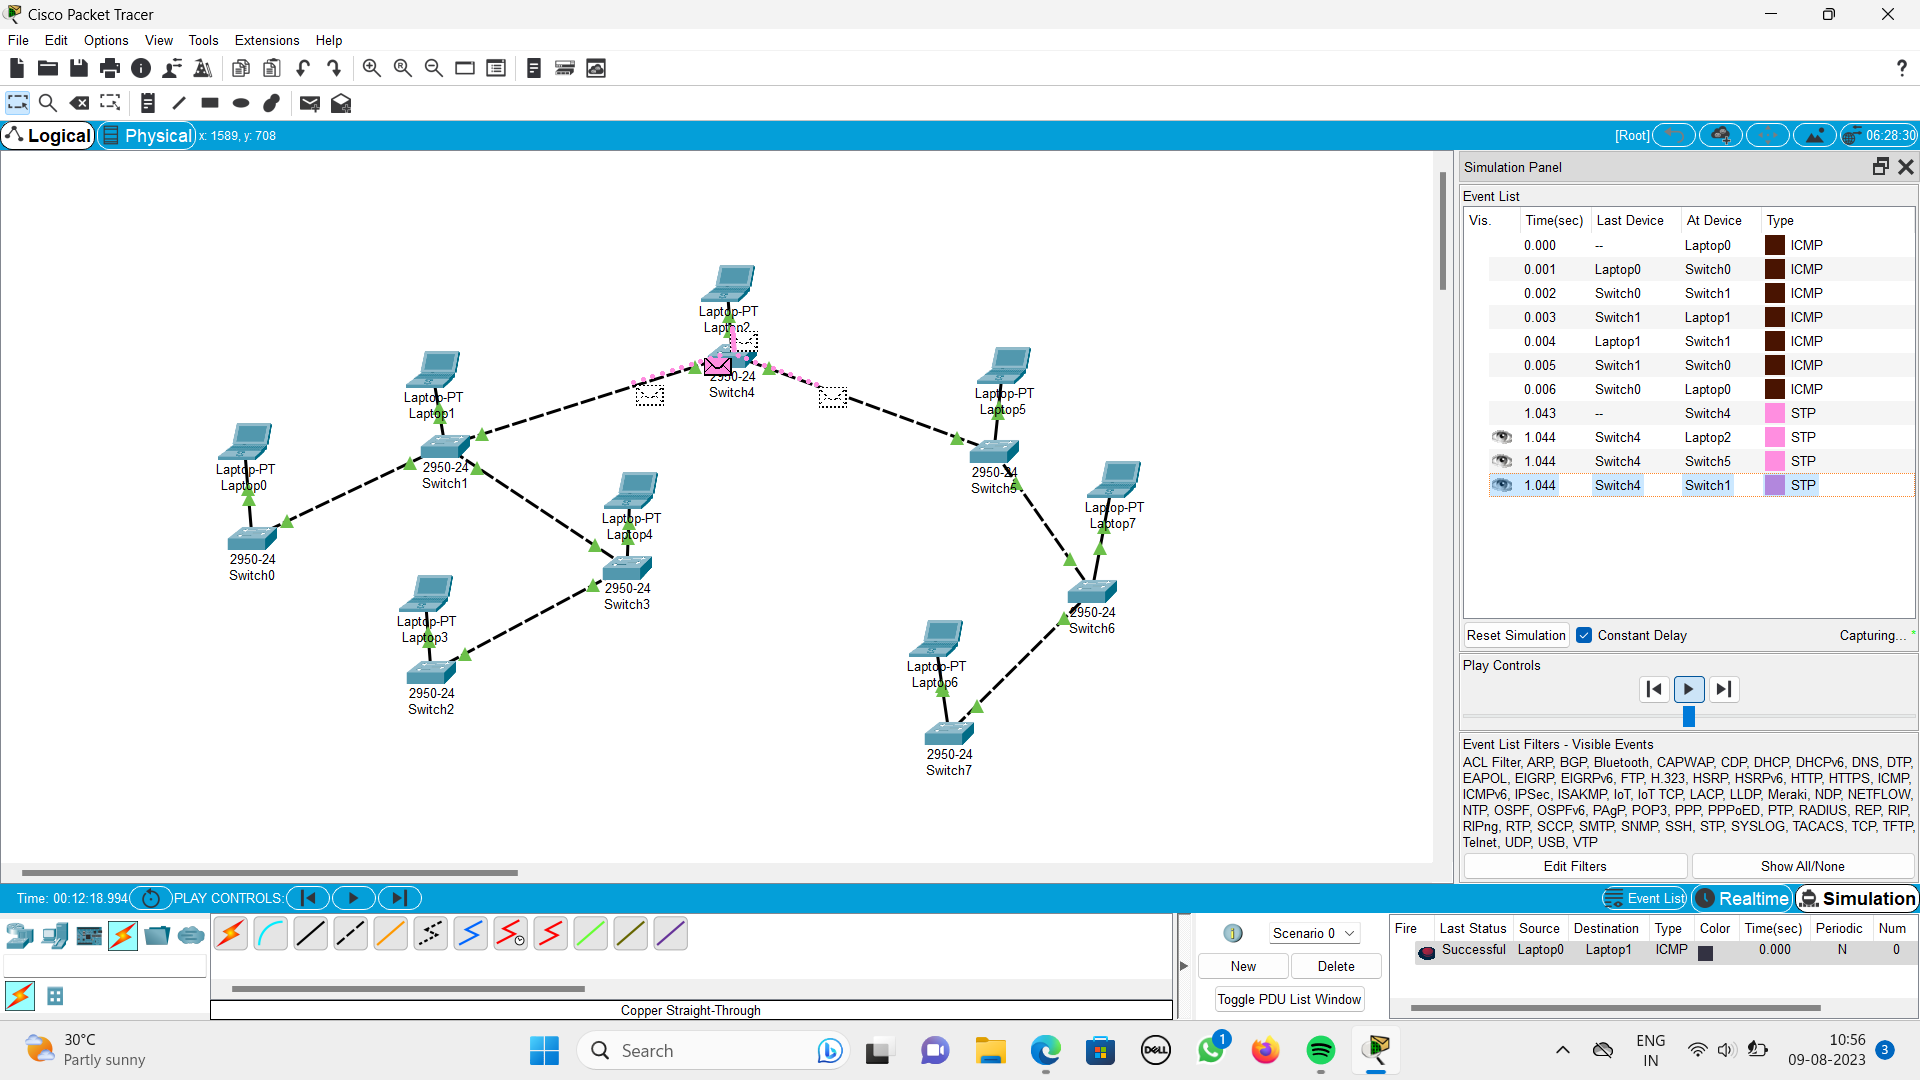 Cisco Packet Tracer
File Edit Options View Tools Extensions Help
?
Logical Physical x: 1589, y: 708 [Root] 06:28:30
Simulation Panel
Event List
Vis. Time(sec) Last Device At Device Type
0.000 -- Laptop0 ICMP
0.001 Laptop0 Switch0 ICMP
0.002 Switch0 Switch1 ICMP
0.003 Switch1 Laptop1 ICMP
0.004 Laptop1 Switch1 ICMP
0.005 Switch1 Switch0 ICMP
0.006 Switch0 Laptop0 ICMP
1.043 -- Switch4 STP
1.044 Switch4 Laptop2 STP
1.044 Switch4 Switch5 STP
1.044 Switch4 Switch1 STP
Reset Simulation Constant Delay Capturing... *
Play Controls
Event List Filters - Visible Events
ACL Filter, ARP, BGP, Bluetooth, CAPWAP, CDP, DHCP, DHCPv6, DNS, DTP,
EAPOL, EIGRP, EIGRPv6, FTP, H.323, HSRP, HSRPv6, HTTP, HTTPS, ICMP,
ICMPv6, IPSec, ISAKMP, IoT, IoT TCP, LACP, LLDP, Meraki, NDP, NETFLOW,
NTP, OSPF, OSPFv6, PAgP, POP3, PPP, PPPoED, PTP, RADIUS, REP, RIP,
RIPng, RTP, SCCP, SMTP, SNMP, SSH, STP, SYSLOG, TACACS, TCP, TFTP,
Telnet, UDP, USB, VTP
Edit Filters Show All/None
Laptop-PT
Laptop2
2950-24
Switch4
Laptop-PT
Laptop1
2950-24
Switch1
Laptop-PT
Laptop0
2950-24
Switch0
Laptop-PT
Laptop4
2950-24
Switch3
Laptop-PT
Laptop3
2950-24
Switch2
Laptop-PT
Laptop5
2950-24
Switch5
Laptop-PT
Laptop7
2950-24
Switch6
Laptop-PT
Laptop6
2950-24
Switch7
Time: 00:12:18.994 PLAY CONTROLS: Event List Realtime Simulation
Copper Straight-Through
Scenario 0
New Delete
Toggle PDU List Window
Fire Last Status Source Destination Type Color Time(sec) Periodic Num
Successful Laptop0 Laptop1 ICMP 0.000 N 0
30°C
Partly sunny
Search
DELL
1
ENG
IN
10:56
09-08-2023
3